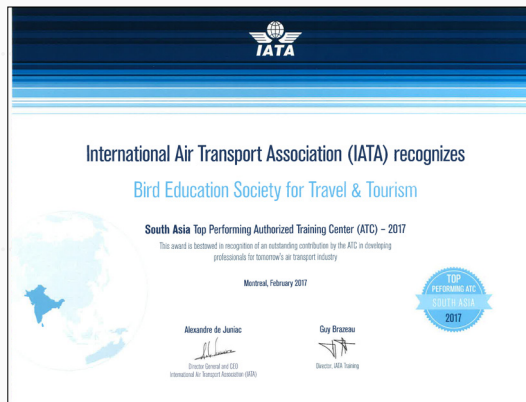 IATA
International Air Transport Association (IATA) recognizes
Bird Education Society for Travel & Tourism
South Asia Top Performing Authorized Training Center (ATC) – 2017
This award is bestowed in recognition of an outstanding contribution by the ATC in developing
professionals for tomorrow's air transport industry
Montreal, February 2017
TOP
PEFORMING ATC
SOUTH ASIA
2017
Alexandre de Juniac
Director General and CEO
International Air Transport Association (IATA)
Guy Brazeau
Director, IATA Training